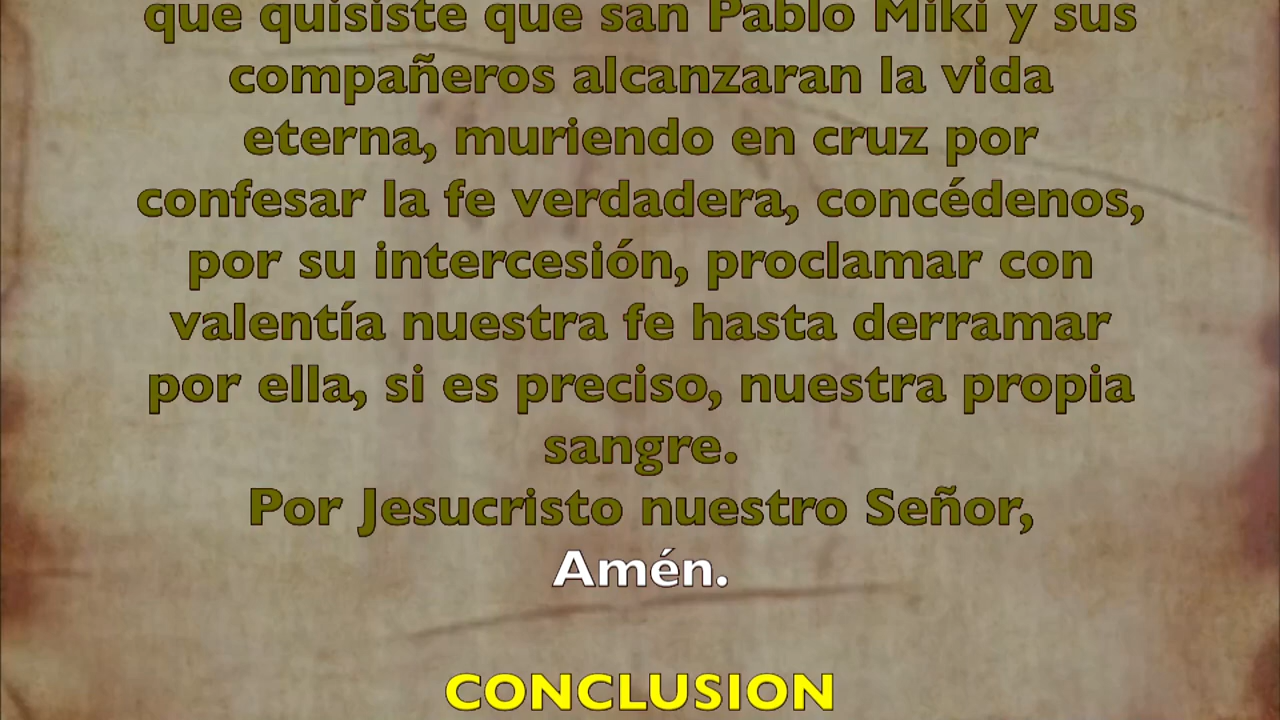 que quisiste que san Pablo Miki y sus
compañeros alcanzaran la vida
eterna, muriendo en cruz por
confesar la fe verdadera, concédenos,
por su intercesión, proclamar con
valentía nuestra fe hasta derramar
por ella, si es preciso, nuestra propia
sangre.
Por Jesucristo nuestro Señor,
Amén.
CONCLUSION